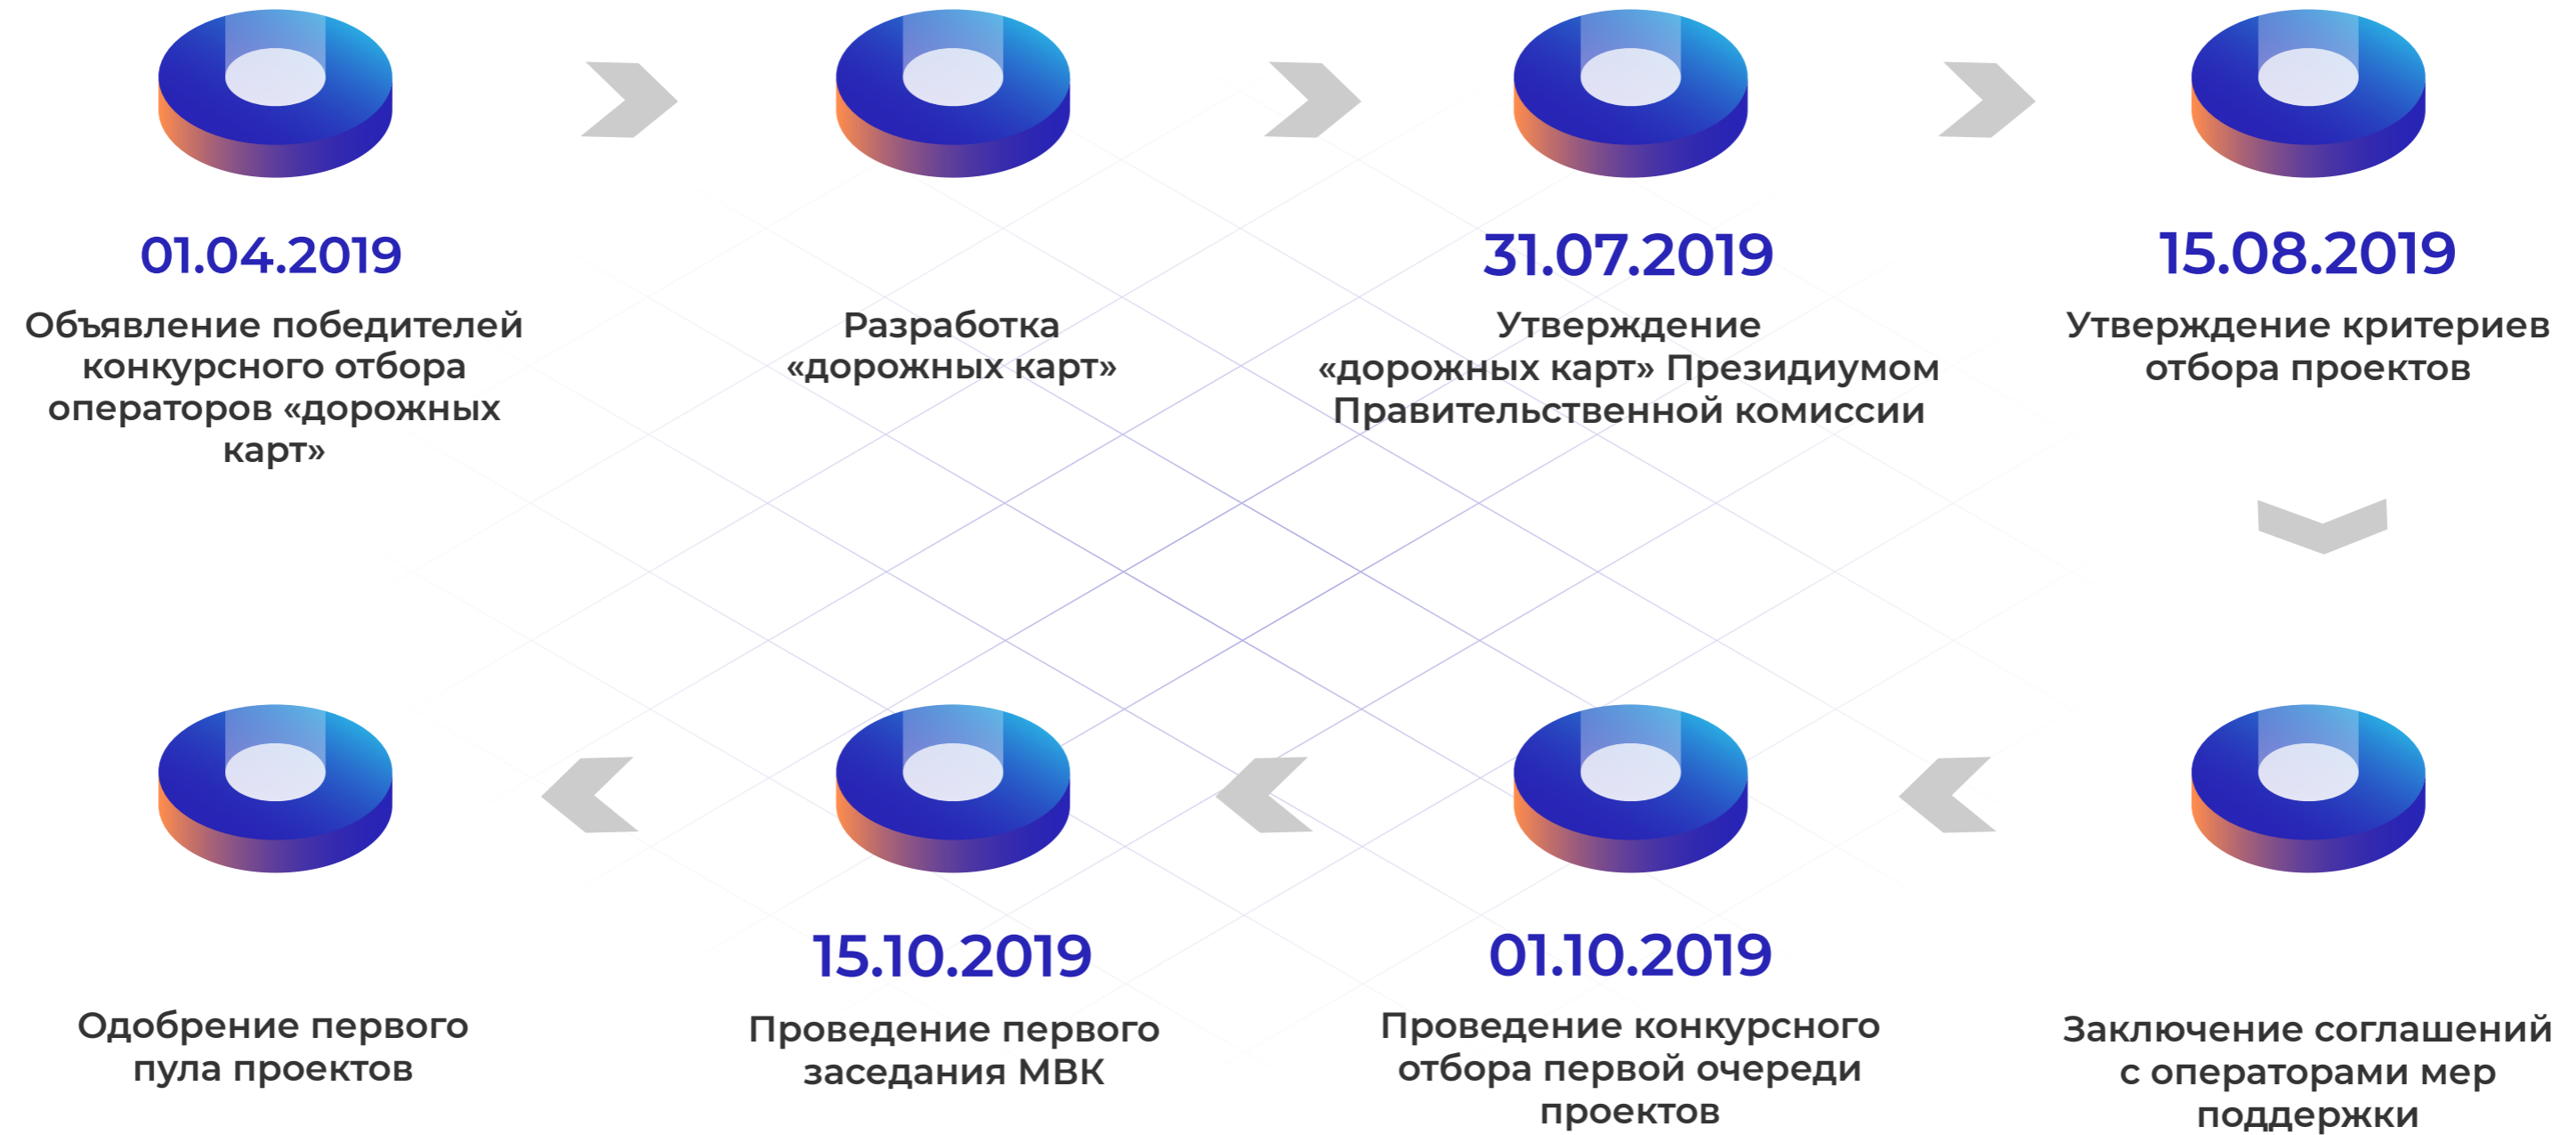 01.04.2019
Объявление победителей
конкурсного отбора
операторов «дорожных
карт»
Разработка
«дорожных карт»
31.07.2019
Утверждение
«дорожных карт» Президиумом
Правительственной комиссии
15.08.2019
Утверждение критериев
отбора проектов
Заключение соглашений
с операторами мер
поддержки
01.10.2019
Проведение конкурсного
отбора первой очереди
проектов
15.10.2019
Проведение первого
заседания МВК
Одобрение первого
пула проектов